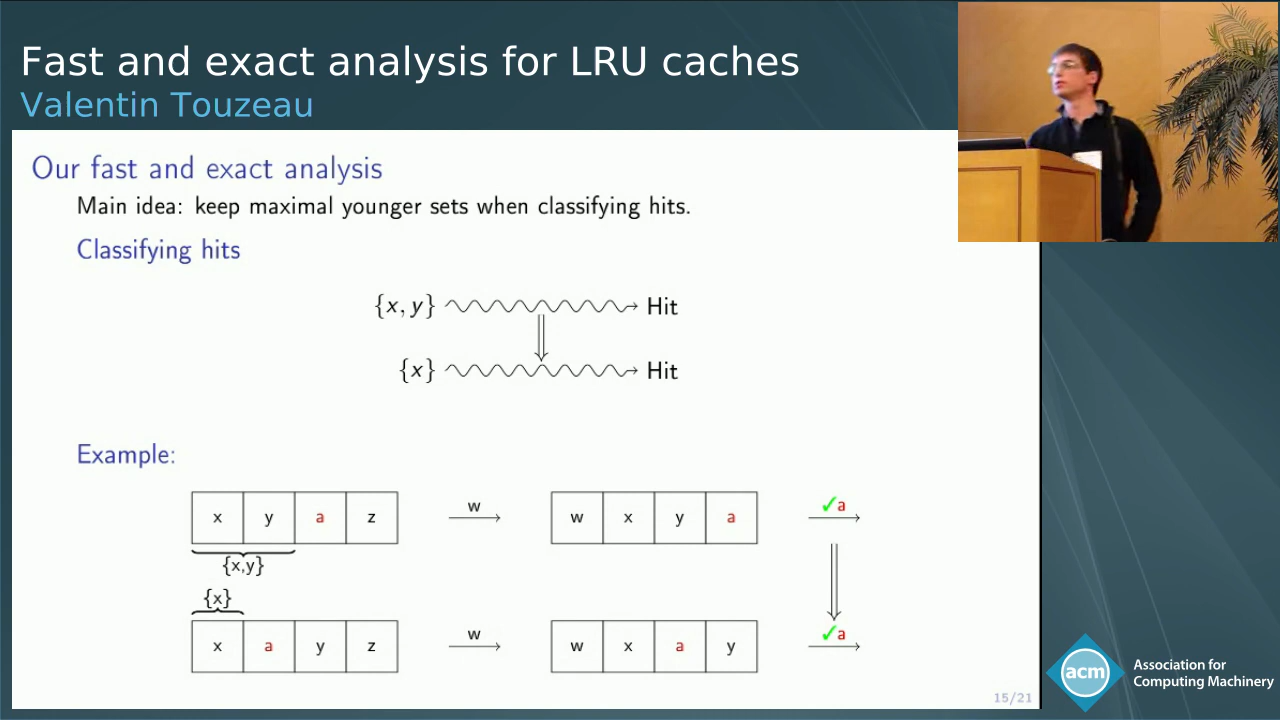 Fast and exact analysis for LRU caches
Valentin Touzeau
Our fast and exact analysis
Main idea: keep maximal younger sets when classifying hits.
Classifying hits
{x, y} Hit
{x} Hit
Example:
x y a z w w x y a ✓a
{x,y}
{x}
x a y z w w x a y ✓a
15/21
acm Association for
Computing Machinery